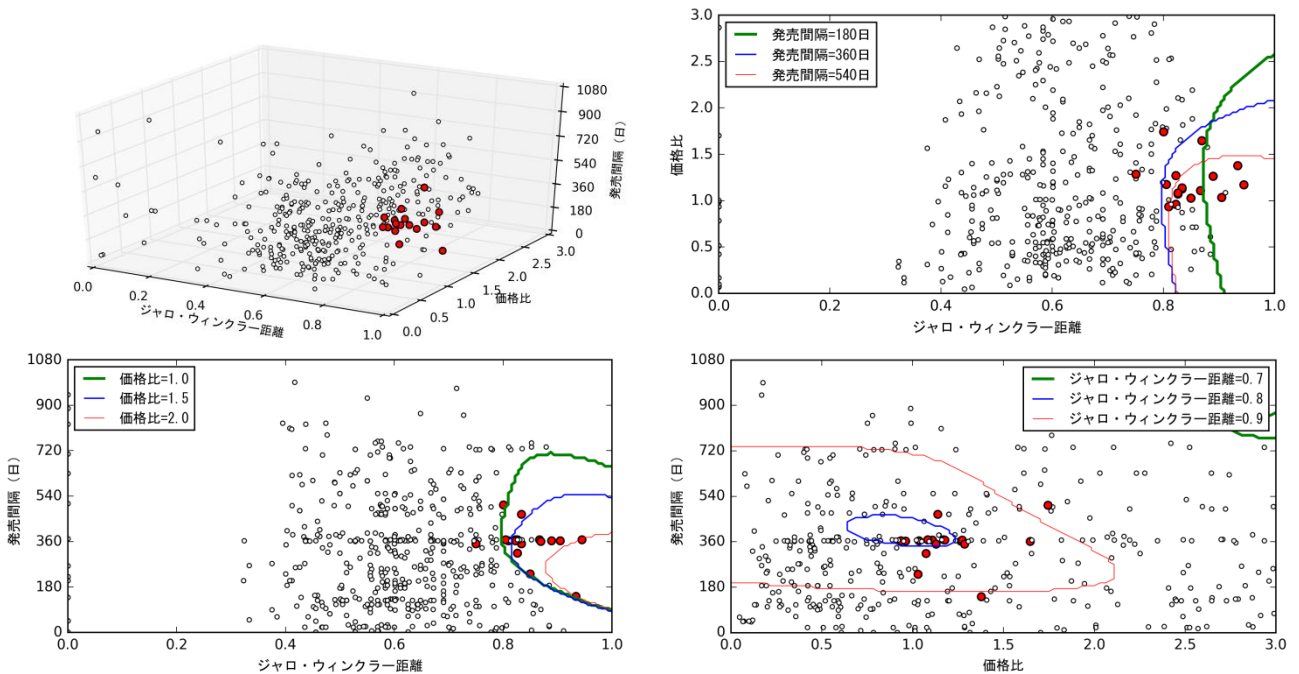 1080
900
720
540
360
180
0
発売間隔（日）
3.0
2.5
2.0
1.5
1.0
0.5
0.0
価格比
0.0
0.2
0.4
0.6
0.8
1.0
ジャロ・ウィンクラー距離
発売間隔=180日
発売間隔=360日
発売間隔=540日
3.0
2.5
2.0
1.5
1.0
0.5
0.0
価格比
0.0 0.2 0.4 0.6 0.8 1.0
ジャロ・ウィンクラー距離
価格比=1.0
価格比=1.5
価格比=2.0
1080
900
720
540
360
180
0
発売間隔（日）
0.0 0.2 0.4 0.6 0.8 1.0
ジャロ・ウィンクラー距離
ジャロ・ウィンクラー距離=0.7
ジャロ・ウィンクラー距離=0.8
ジャロ・ウィンクラー距離=0.9
1080
900
720
540
360
180
0
発売間隔（日）
0.0 0.5 1.0 1.5 2.0 2.5 3.0
価格比